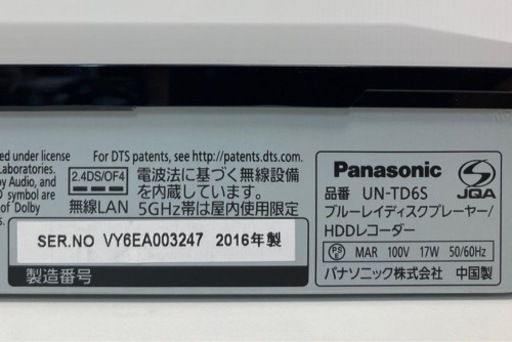 ed under license
Laboratories.
by Audio, and
D symbol are
of Dolby
For DTS patents, see http://patents.dts.com.
2.4DS/OF4
無線LAN
電波法に基づく無線設備
を内蔵しています。
5GHz帯は屋内使用限定
SER.NO VY6EA003247 2016年製
製造番号
Panasonic
品番 UN-TD6S
JQA
ブルーレイディスクプレーヤー/
HDDレコーダー
PSE MAR 100V 17W 50/60Hz
パナソニック株式会社 中国製